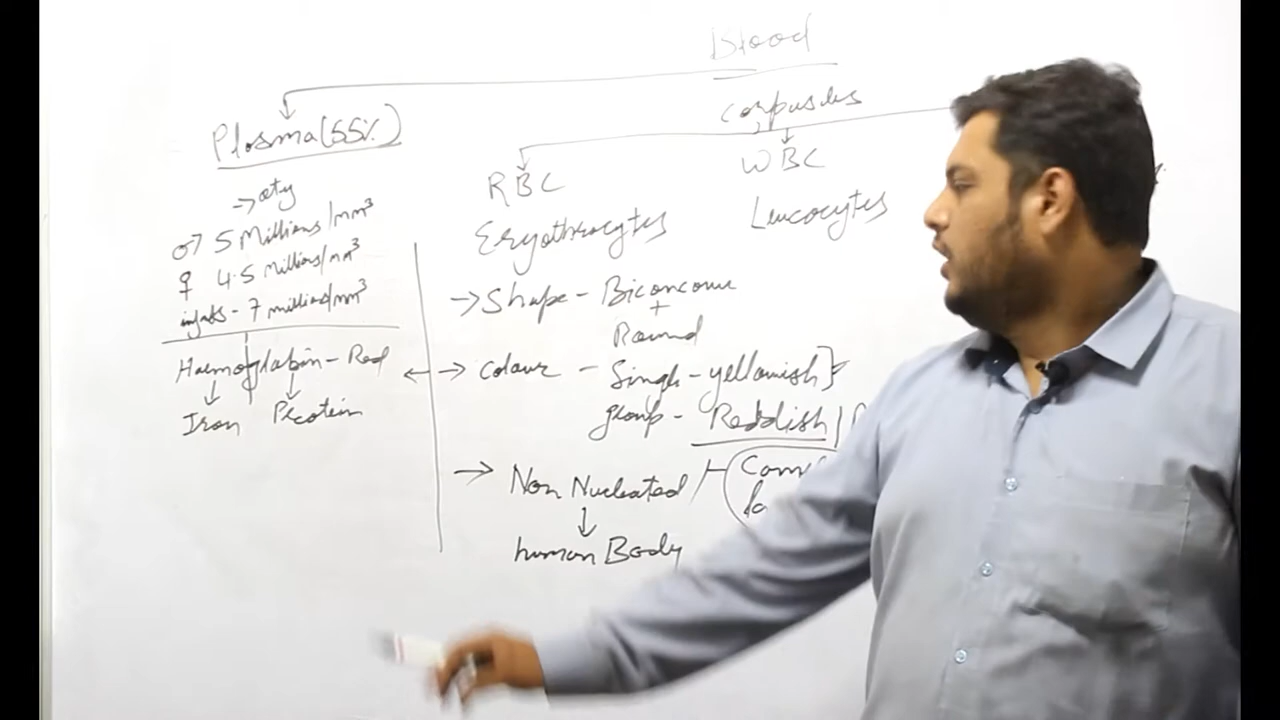 Blood
Plasma (55%)
corpuscles
RBC
WBC
Erythrocytes
Leucocytes
→ qty
♂ 5 Millions/mm³
♀ 4.5 Millions/mm³
infants - 7 millions/mm³
Haemoglobin - Red
↓ ↓
Iron Protein
→ Shape - Biconcave
+
Round
→ colour - Single - yellowish}
group - Reddish /
→ Non Nucleated
↓
human Body